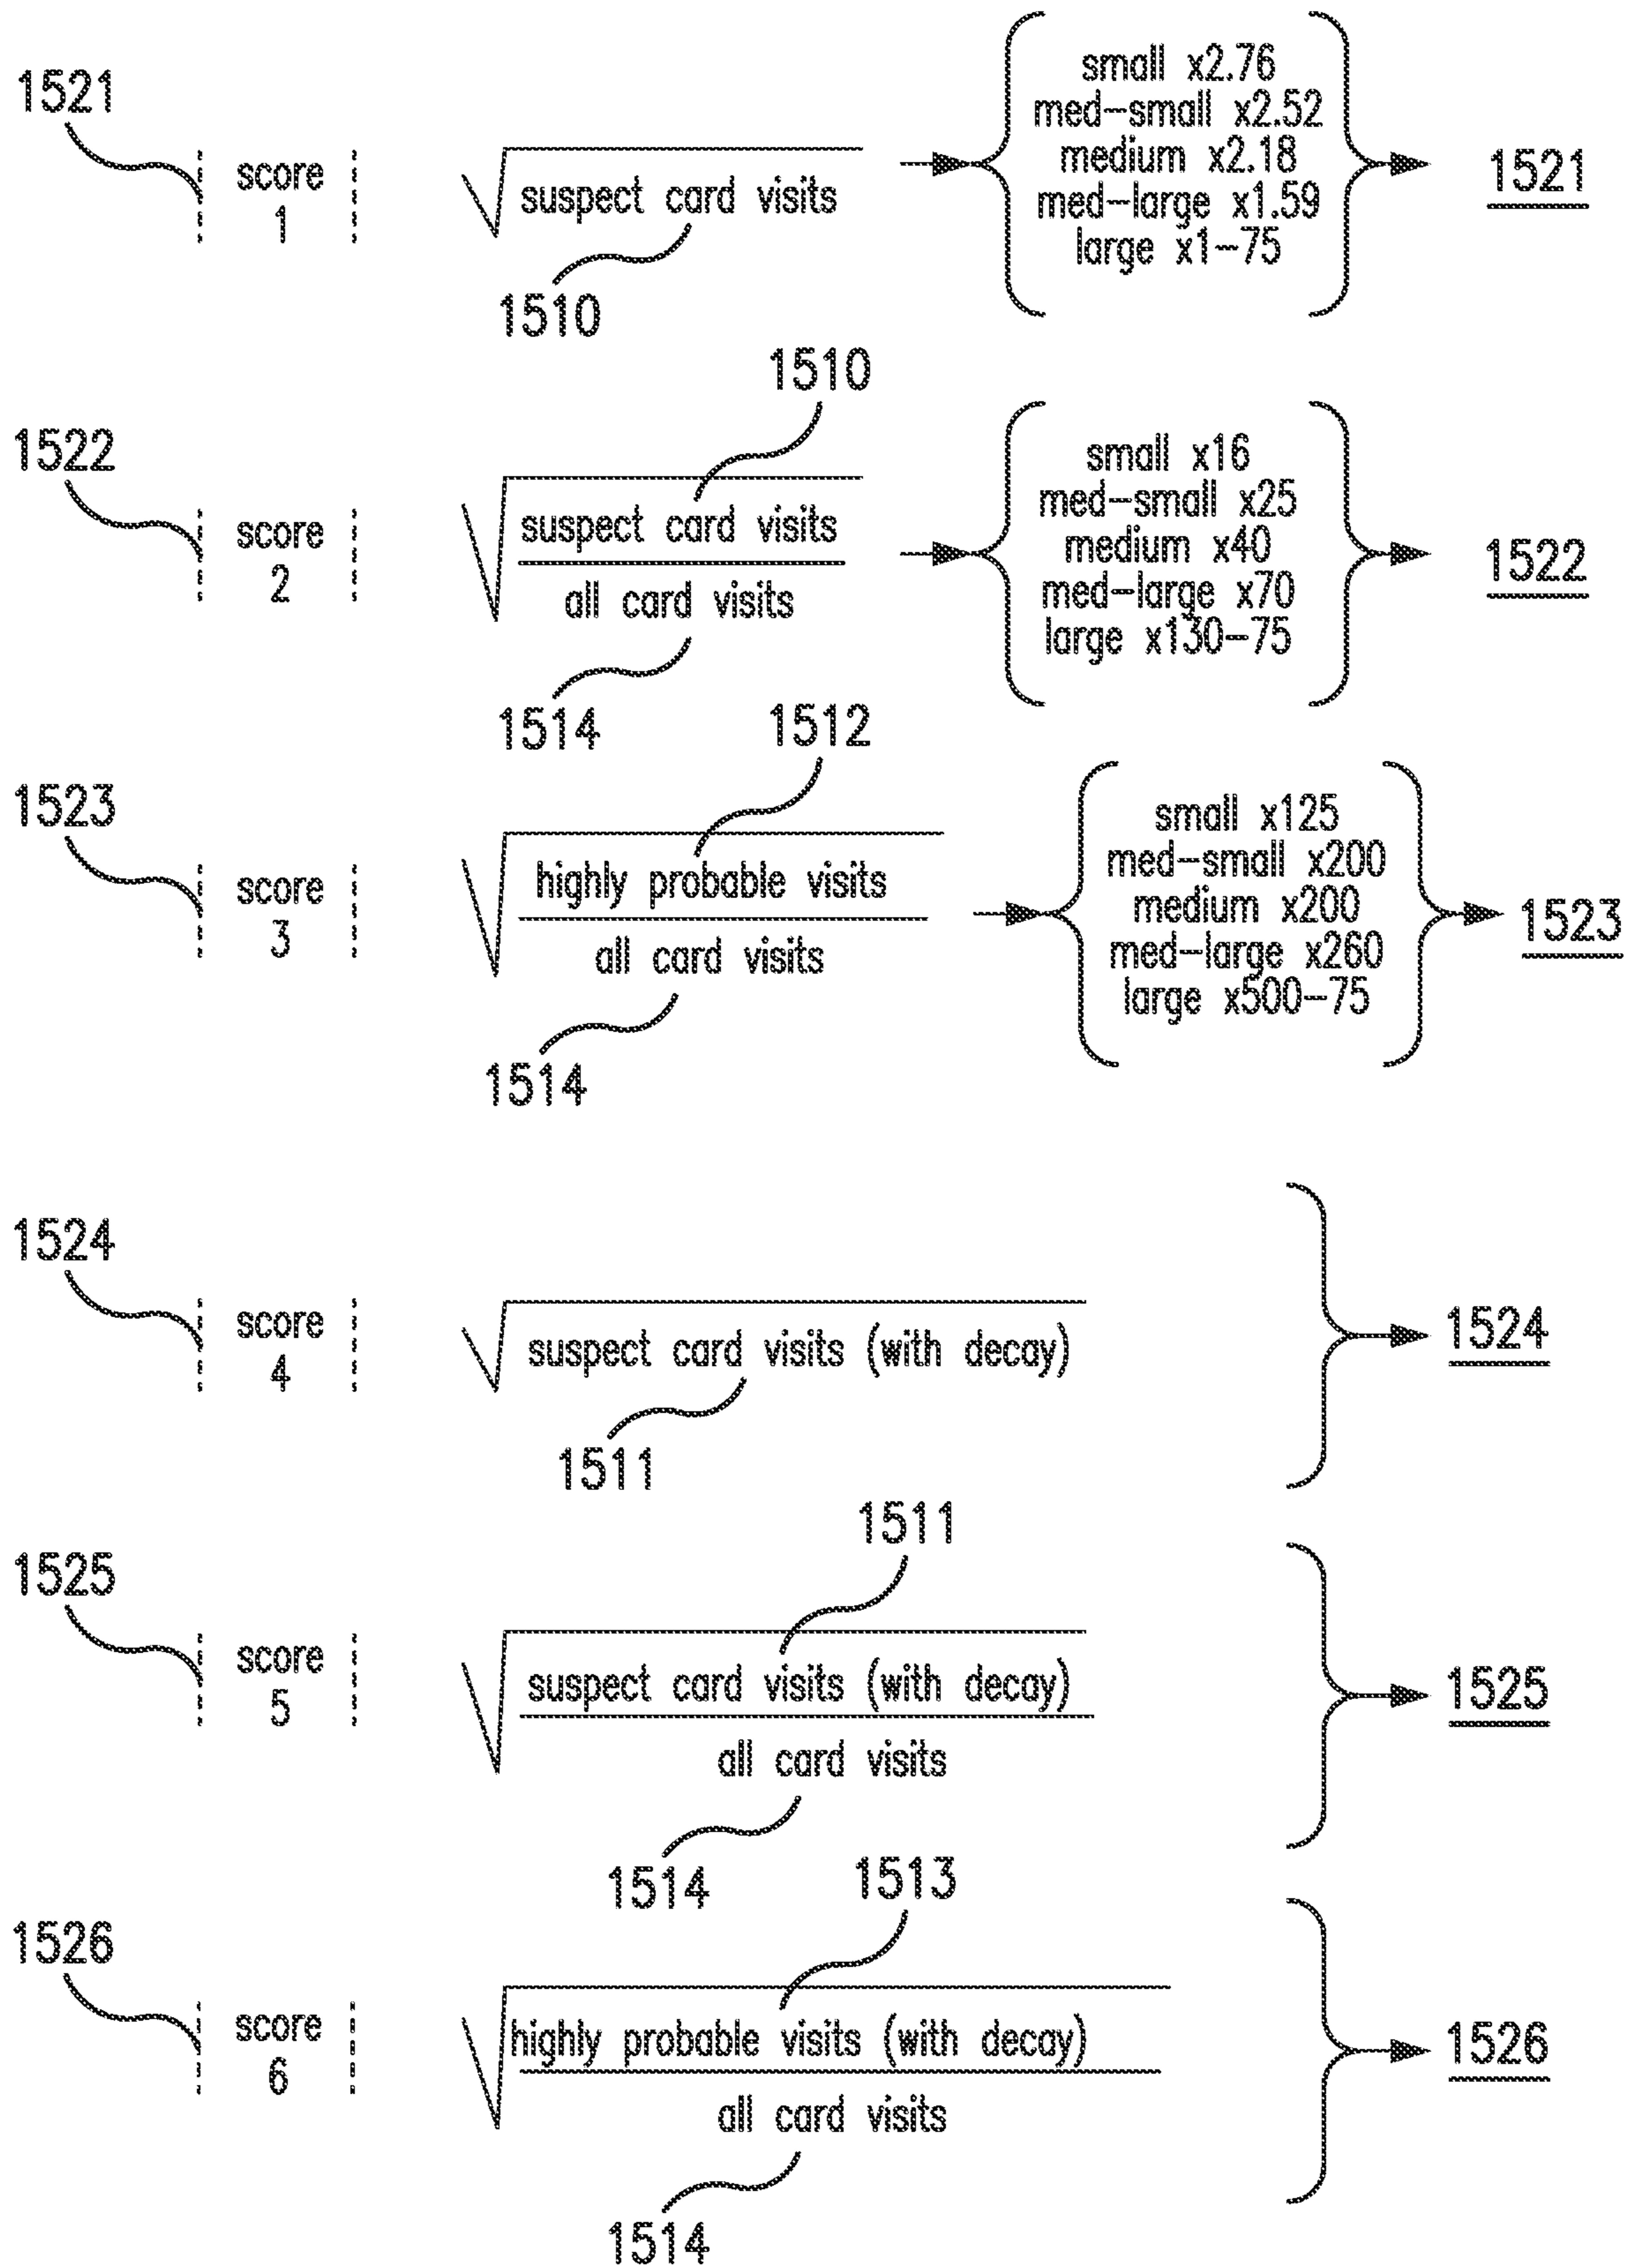 1521
score
1
√suspect card visits
1510
small x2.76
med-small x2.52
medium x2.18
med-large x1.59
large x1-75
1521
1522
score
2
1510
√suspect card visits
all card visits
1514
small x16
med-small x25
medium x40
med-large x70
large x130-75
1522
1523
score
3
1512
√highly probable visits
all card visits
1514
small x125
med-small x200
medium x200
med-large x260
large x500-75
1523
1524
score
4
√suspect card visits (with decay)
1511
1524
1525
score
5
1511
√suspect card visits (with decay)
all card visits
1514
1525
1526
score
6
1513
√highly probable visits (with decay)
all card visits
1514
1526